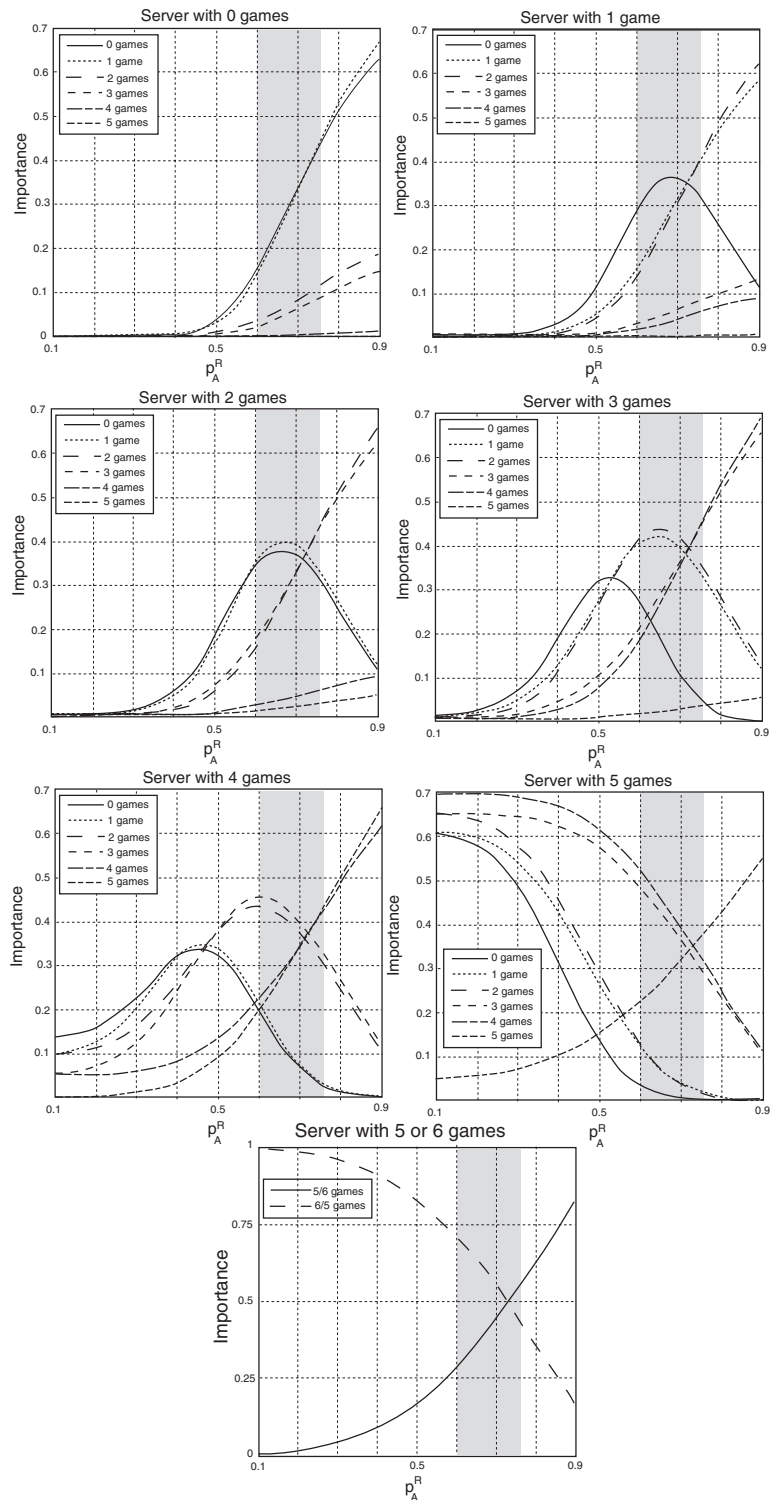 Server with 0 games
0.7
0.6
0.5
0.4
0.3
0.2
0.1
0
Importance
0 games
1 game
2 games
3 games
4 games
5 games
0.1
0.5
0.9
p_A^R
Server with 1 game
0.7
0.6
0.5
0.4
0.3
0.2
0.1
Importance
0 games
1 game
2 games
3 games
4 games
5 games
0.1
0.5
0.9
p_A^R
Server with 2 games
0.7
0.6
0.5
0.4
0.3
0.2
0.1
Importance
0 games
1 game
2 games
3 games
4 games
5 games
0.1
0.5
0.9
p_A^R
Server with 3 games
0.7
0.6
0.5
0.4
0.3
0.2
0.1
Importance
0 games
1 game
2 games
3 games
4 games
5 games
0.1
0.5
0.9
p_A^R
Server with 4 games
0.7
0.6
0.5
0.4
0.3
0.2
0.1
Importance
0 games
1 game
2 games
3 games
4 games
5 games
0.1
0.5
0.9
p_A^R
Server with 5 games
0.7
0.6
0.5
0.4
0.3
0.2
0.1
Importance
0 games
1 game
2 games
3 games
4 games
5 games
0.1
0.5
0.9
p_A^R
Server with 5 or 6 games
1
0.75
0.5
0.25
0
Importance
5/6 games
6/5 games
0.1
0.5
0.9
p_A^R